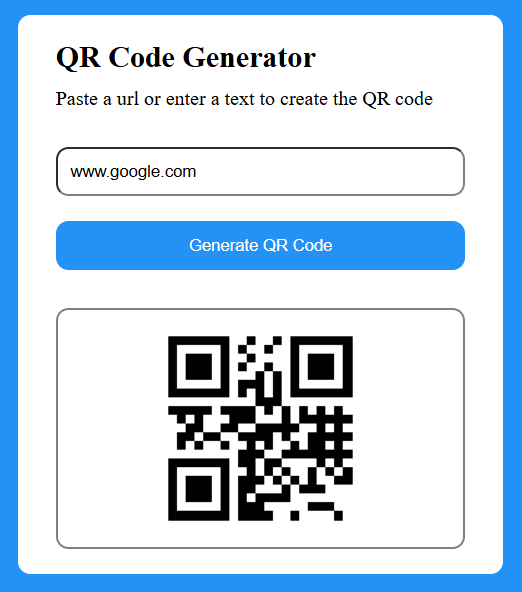 QR Code Generator
Paste a url or enter a text to create the QR code
www.google.com
Generate QR Code